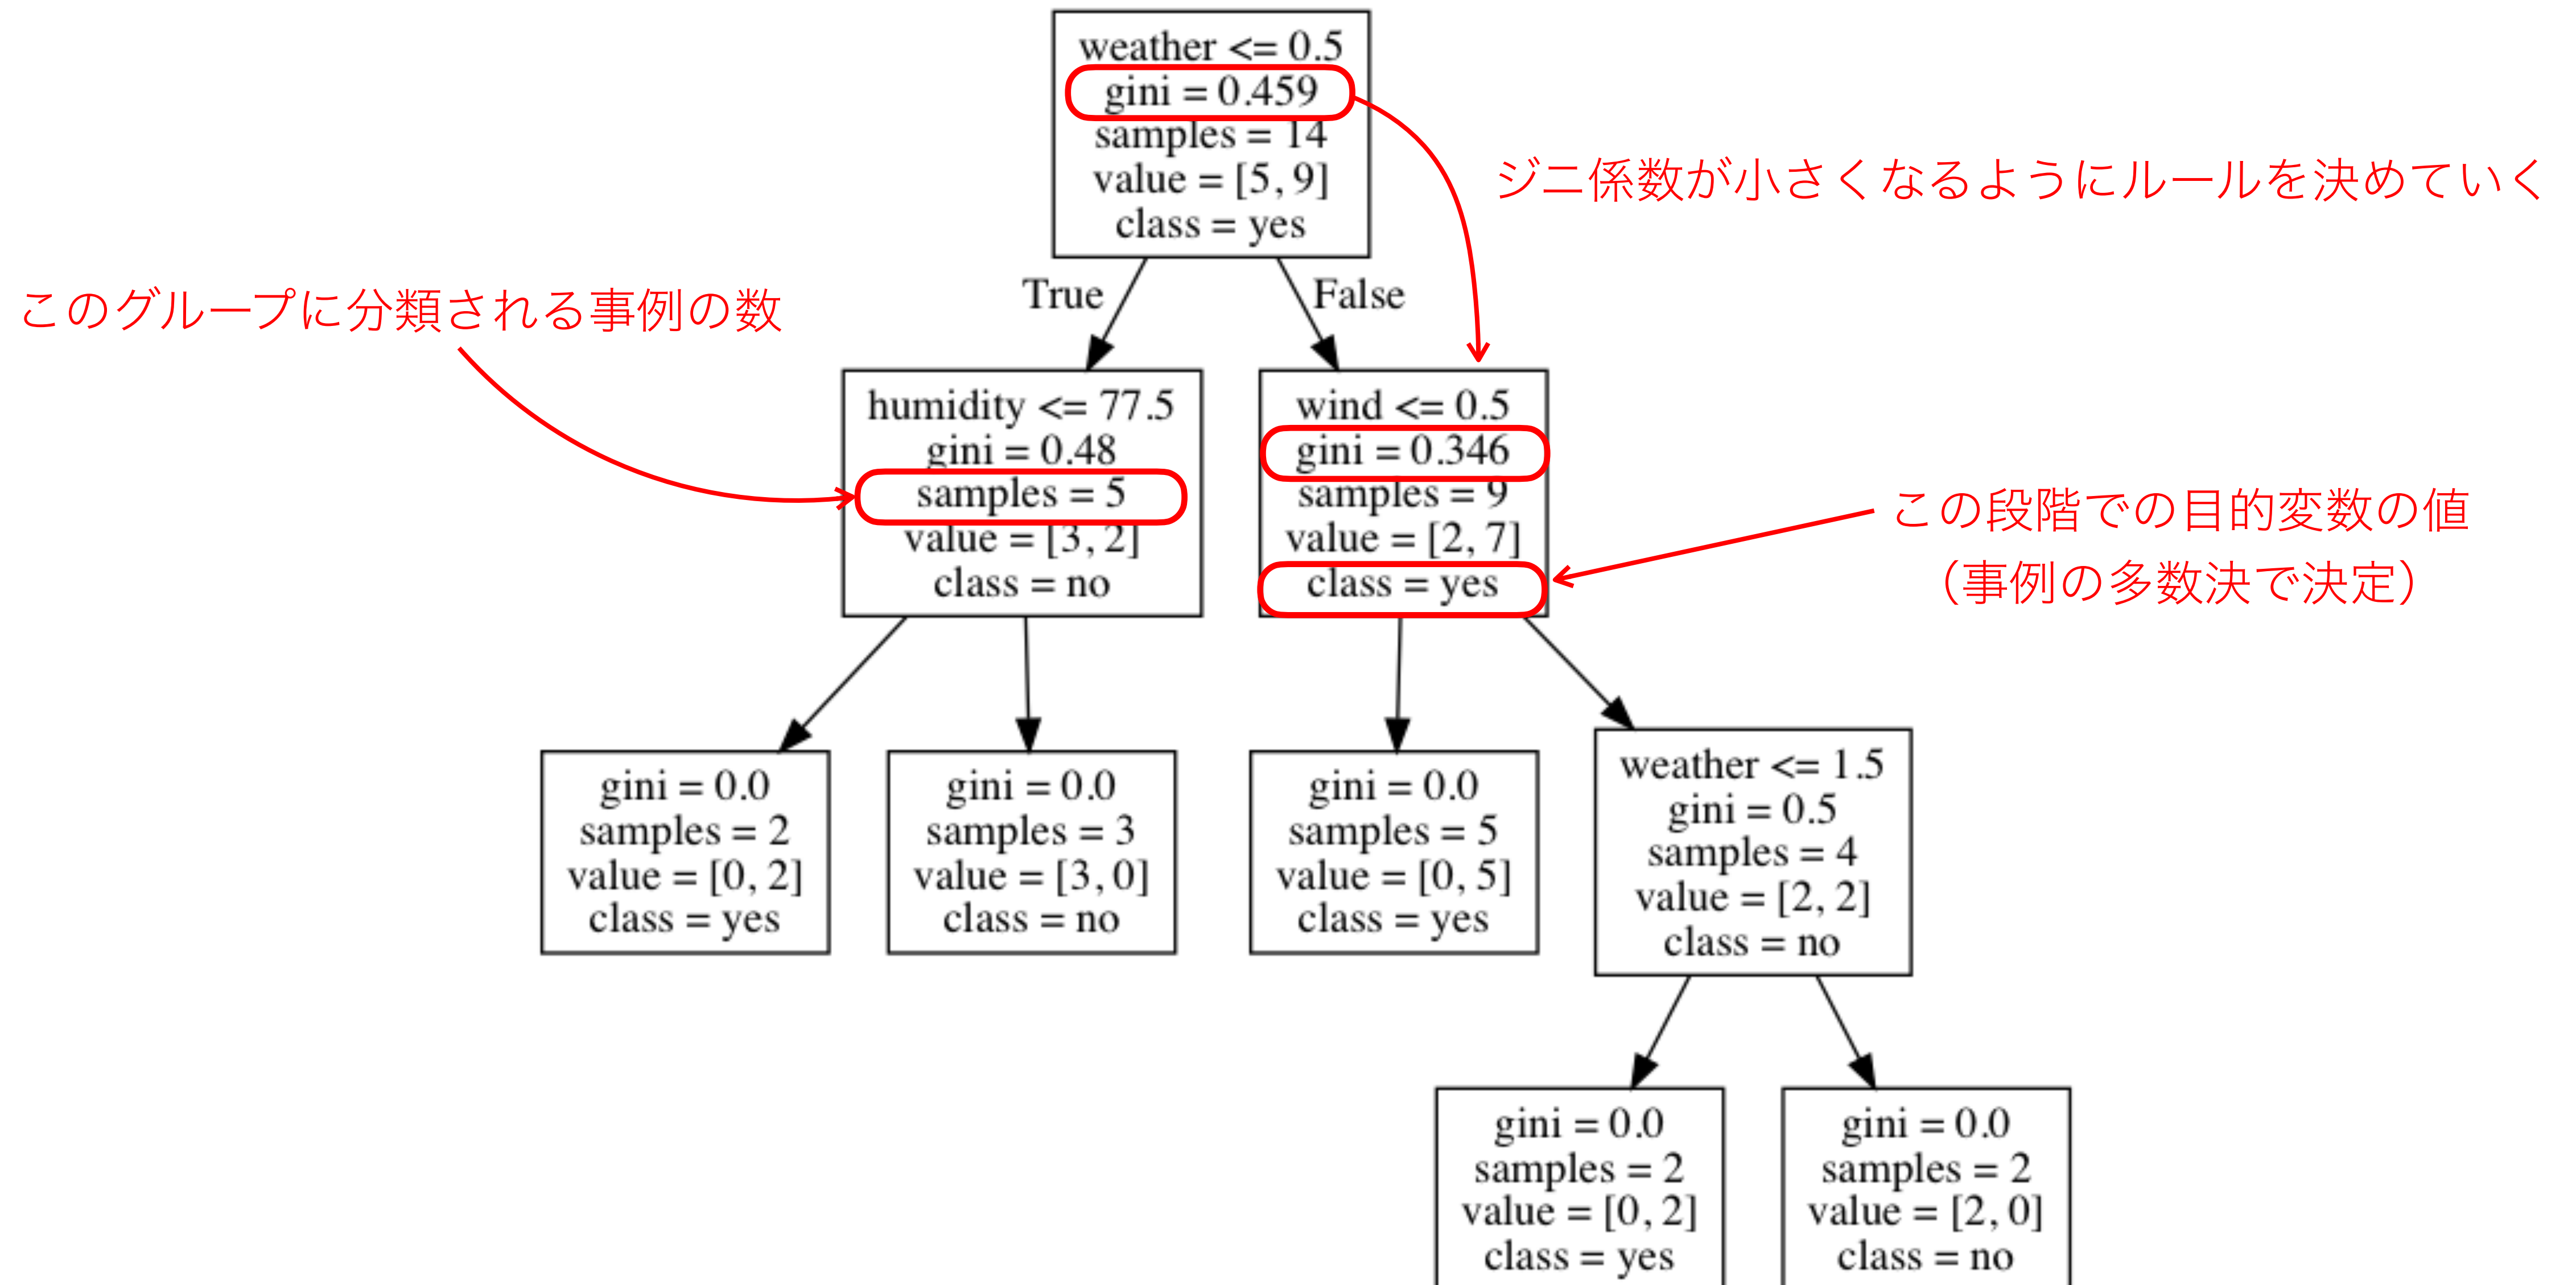 weather <= 0.5
gini = 0.459
samples = 14
value = [5, 9]
class = yes
ジニ係数が小さくなるようにルールを決めていく
True
False
このグループに分類される事例の数
humidity <= 77.5
gini = 0.48
samples = 5
value = [3, 2]
class = no
wind <= 0.5
gini = 0.346
samples = 9
value = [2, 7]
class = yes
この段階での目的変数の値
（事例の多数決で決定）
gini = 0.0
samples = 2
value = [0, 2]
class = yes
gini = 0.0
samples = 3
value = [3, 0]
class = no
gini = 0.0
samples = 5
value = [0, 5]
class = yes
weather <= 1.5
gini = 0.5
samples = 4
value = [2, 2]
class = no
gini = 0.0
samples = 2
value = [0, 2]
class = yes
gini = 0.0
samples = 2
value = [2, 0]
class = no